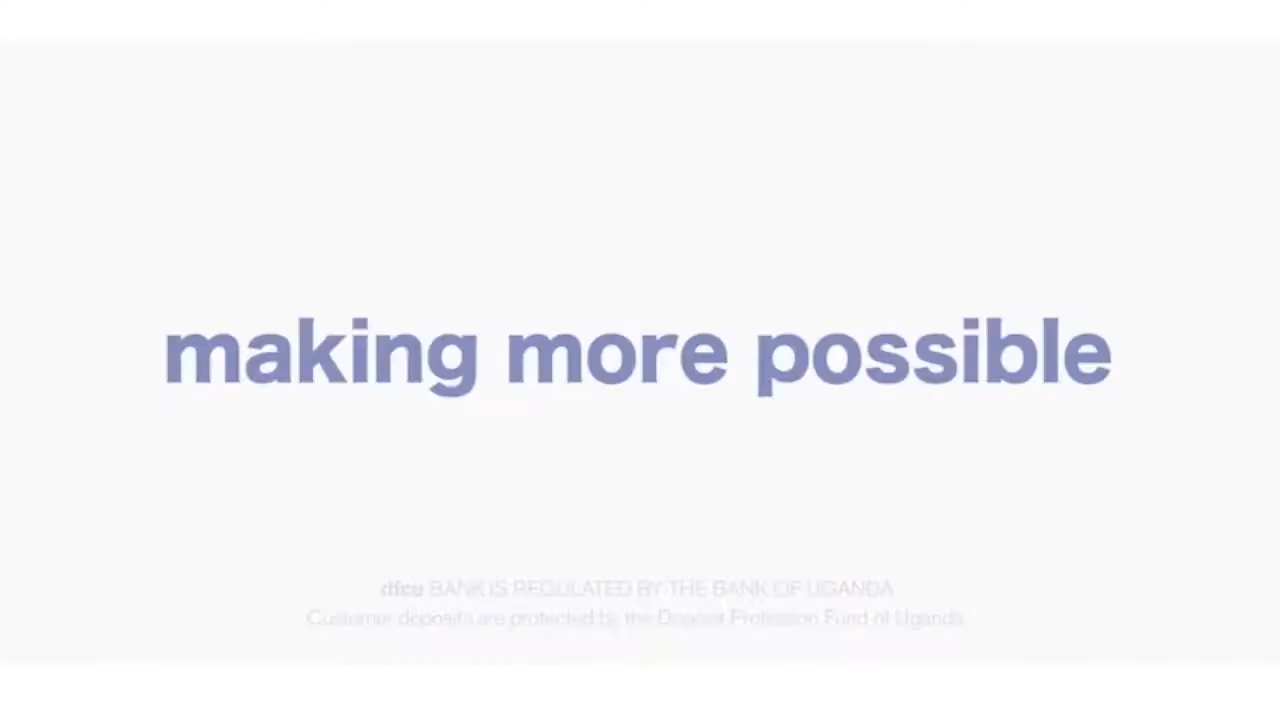 making more possible
dfcu BANK IS REGULATED BY THE BANK OF UGANDA
Customer deposits are protected by the Deposit Protection Fund of Uganda